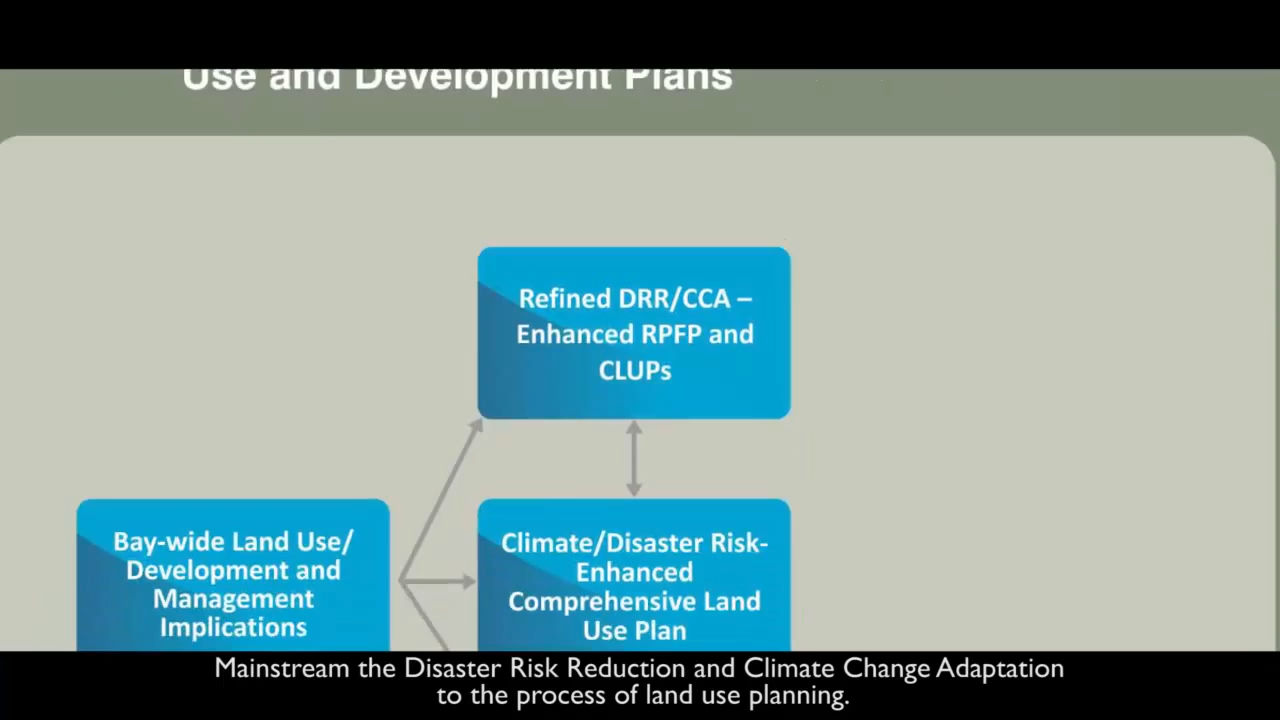 Use and Development Plans
Refined DRR/CCA –
Enhanced RPFP and
CLUPs
Bay-wide Land Use/
Development and
Management
Implications
Climate/Disaster Risk-
Enhanced
Comprehensive Land
Use Plan
Mainstream the Disaster Risk Reduction and Climate Change Adaptation
to the process of land use planning.